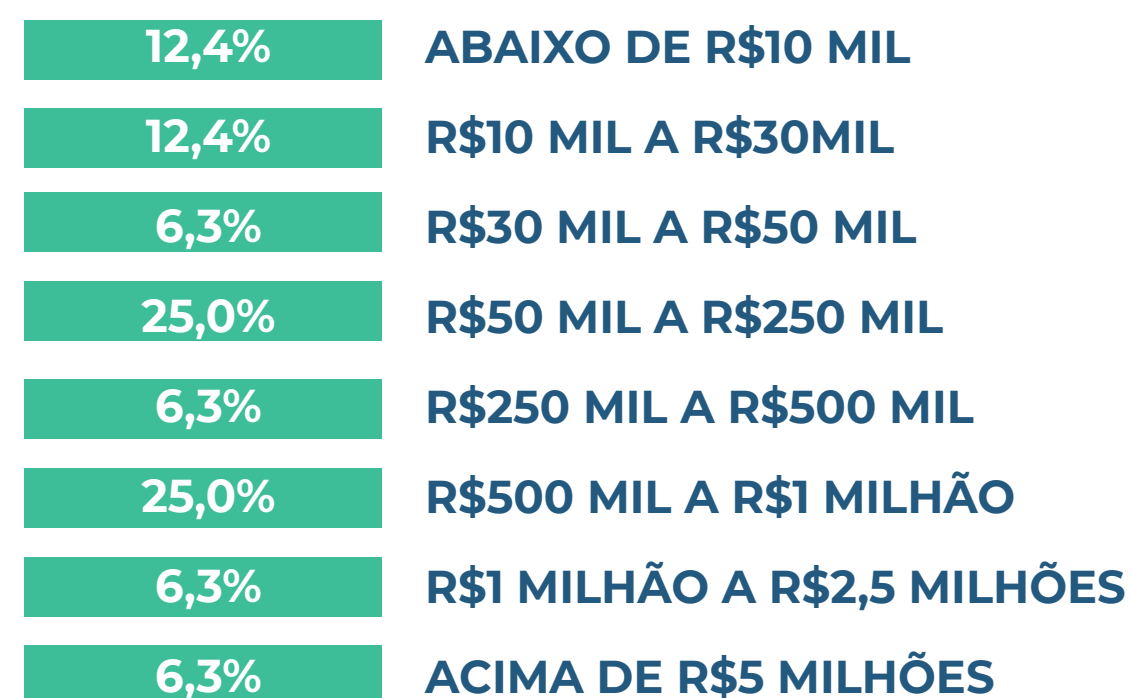 12,4% ABAIXO DE R$10 MIL
12,4% R$10 MIL A R$30MIL
6,3% R$30 MIL A R$50 MIL
25,0% R$50 MIL A R$250 MIL
6,3% R$250 MIL A R$500 MIL
25,0% R$500 MIL A R$1 MILHÃO
6,3% R$1 MILHÃO A R$2,5 MILHÕES
6,3% ACIMA DE R$5 MILHÕES